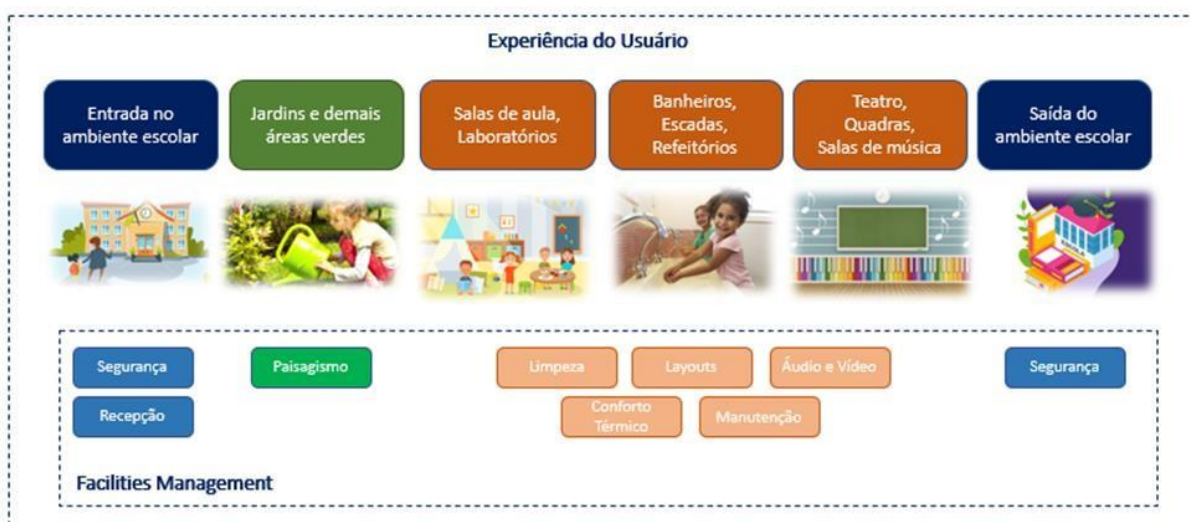 Experiência do Usuário
Entrada no
ambiente escolar
Jardins e demais
áreas verdes
Salas de aula,
Laboratórios
Banheiros,
Escadas,
Refeitórios
Teatro,
Quadras,
Salas de música
Saída do
ambiente escolar
Segurança
Paisagismo
Limpeza
Layouts
Áudio e Vídeo
Segurança
Recepção
Conforto
Térmico
Manutenção
Facilities Management